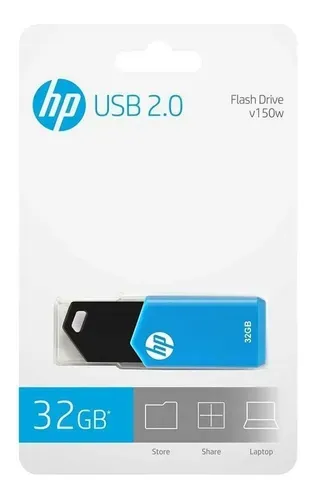 hp USB 2.0
Flash Drive
v150w
hp
32GB
32GB*
Store
Share
Laptop